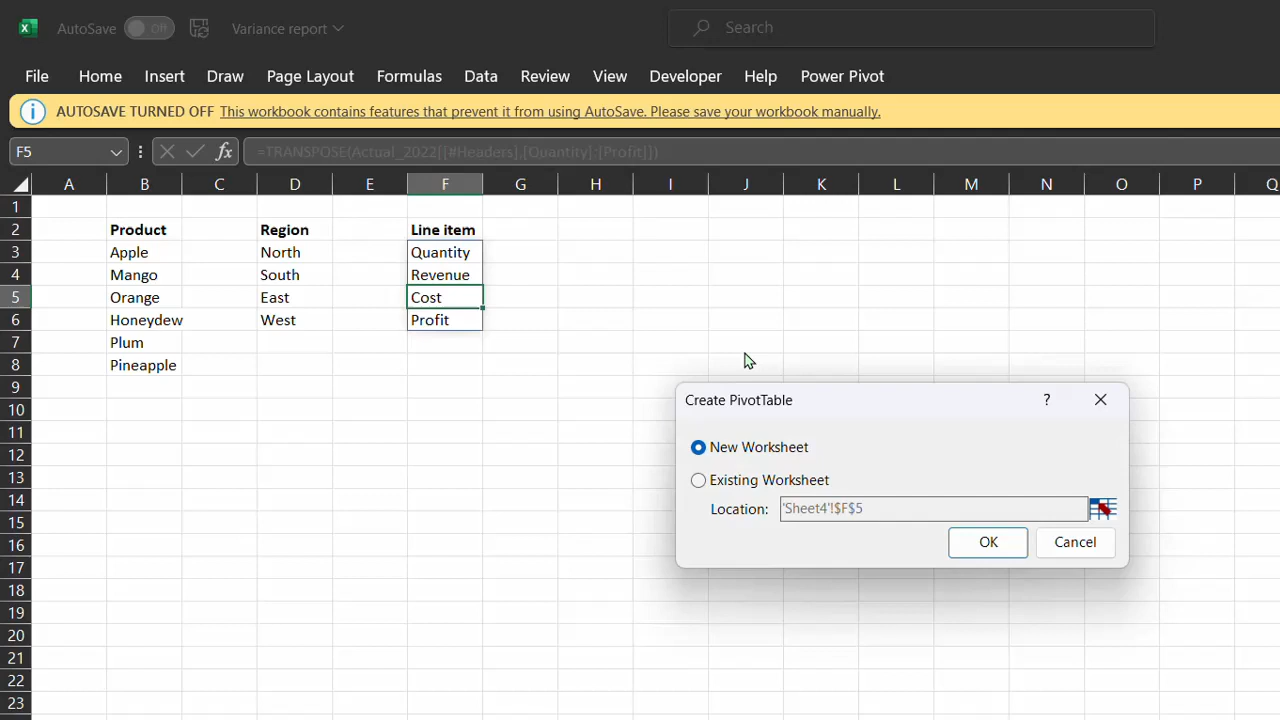 AutoSave Off Variance report Search
File Home Insert Draw Page Layout Formulas Data Review View Developer Help Power Pivot
AUTOSAVE TURNED OFF This workbook contains features that prevent it from using AutoSave. Please save your workbook manually.
F5 fx =TRANSPOSE(Actual_2022[[#Headers],[Quantity]:[Profit]])
A B C D E F G H I J K L M N O P Q
1
2 Product Region Line item
3 Apple North Quantity
4 Mango South Revenue
5 Orange East Cost
6 Honeydew West Profit
7 Plum
8 Pineapple
9
10
11
12
13
14
15
16
17
18
19
20
21
22
23
Create PivotTable ?
New Worksheet
Existing Worksheet
Location: 'Sheet4'!$F$5
OK Cancel